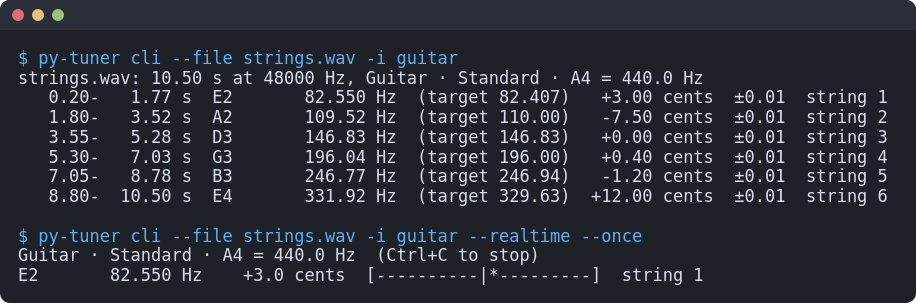 $ py-tuner cli --file strings.wav -i guitar
strings.wav: 10.50 s at 48000 Hz, Guitar · Standard · A4 = 440.0 Hz
   0.20-   1.77 s  E2       82.550 Hz  (target 82.407)   +3.00 cents  ±0.01  string 1
   1.80-   3.52 s  A2       109.52 Hz  (target 110.00)   -7.50 cents  ±0.01  string 2
   3.55-   5.28 s  D3       146.83 Hz  (target 146.83)   +0.00 cents  ±0.01  string 3
   5.30-   7.03 s  G3       196.04 Hz  (target 196.00)   +0.40 cents  ±0.01  string 4
   7.05-   8.78 s  B3       246.77 Hz  (target 246.94)   -1.20 cents  ±0.01  string 5
   8.80-  10.50 s  E4       331.92 Hz  (target 329.63)  +12.00 cents  ±0.01  string 6
$ py-tuner cli --file strings.wav -i guitar --realtime --once
Guitar · Standard · A4 = 440.0 Hz  (Ctrl+C to stop)
E2       82.550 Hz    +3.0 cents  [----------|*---------]  string 1